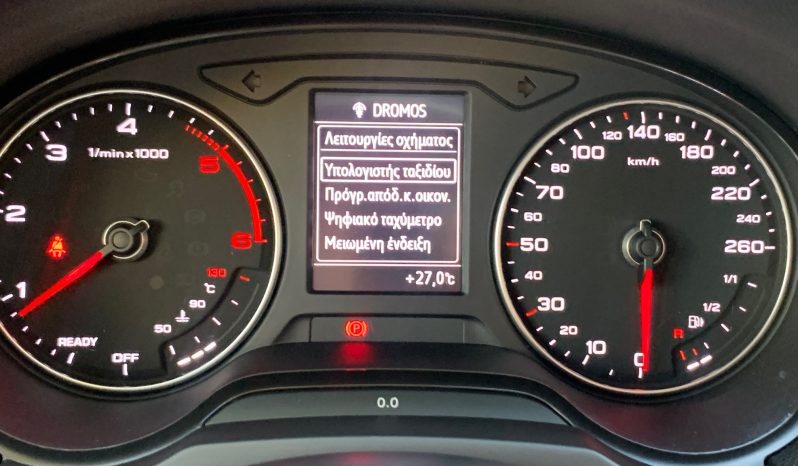 DROMOS
Λειτουργίες οχήματος
Υπολογιστής ταξιδίου
Πρόγρ.απόδ.κ.οικον.
Ψηφιακό ταχύμετρο
Μειωμένη ένδειξη
+27,0°C
1/min x 1000
1
2
3
4
5
6
READY
OFF
50
90
130
°C
km/h
0
10
20
30
40
50
60
70
80
100
120
140
160
180
200
220
240
260
R
1/2
1/1
(P)
0.0